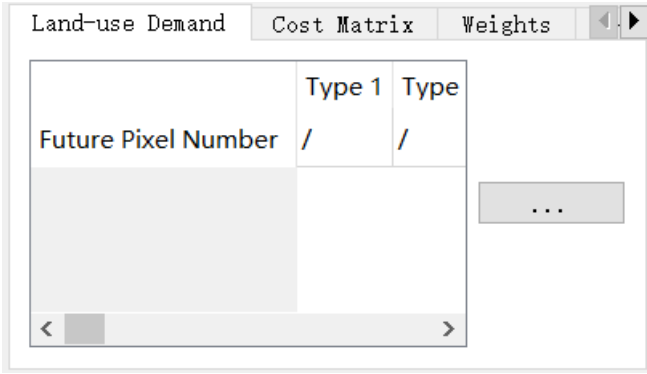 Land-use Demand Cost Matrix Weights
Type 1 Type
Future Pixel Number / /
...